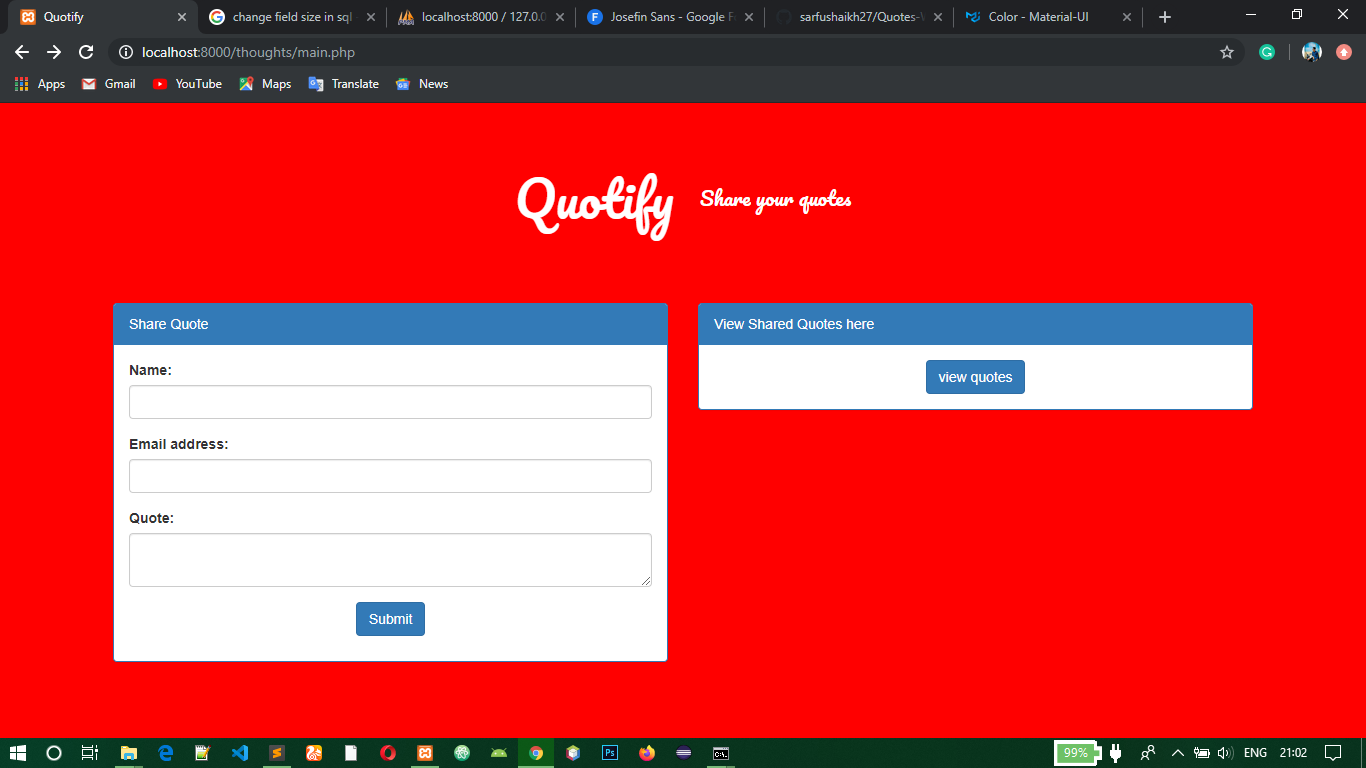 Quotify
change field size in sql
localhost:8000 / 127.0.0
Josefin Sans - Google F
sarfushaikh27/Quotes-
Color - Material-UI
localhost:8000/thoughts/main.php
Apps
Gmail
YouTube
Maps
Translate
News
Quotify
Share your quotes
Share Quote
Name:
Email address:
Quote:
Submit
View Shared Quotes here
view quotes
Ps
C:\.
99%
ENG
21:02